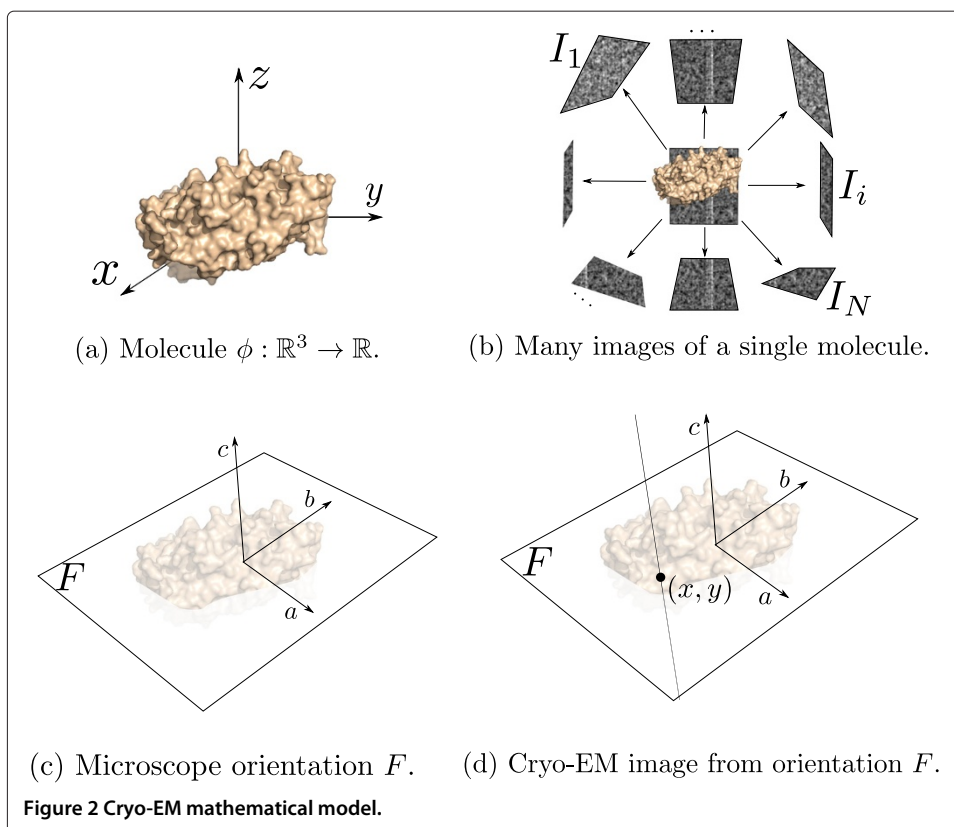 z
y
x
(a) Molecule ϕ : ℝ³ → ℝ.
. . .
I₁
Iᵢ
. . .
I_N
(b) Many images of a single molecule.
c
b
F
a
(c) Microscope orientation F.
c
b
F
(x, y)
a
(d) Cryo-EM image from orientation F.
Figure 2 Cryo-EM mathematical model.